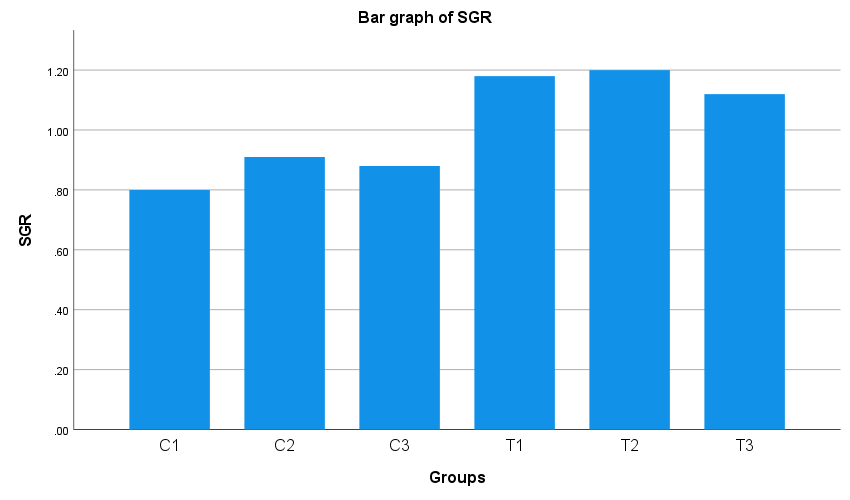 Bar graph of SGR
1.20
1.00
.80
.60
.40
.20
.00
SGR
C1 C2 C3 T1 T2 T3
Groups